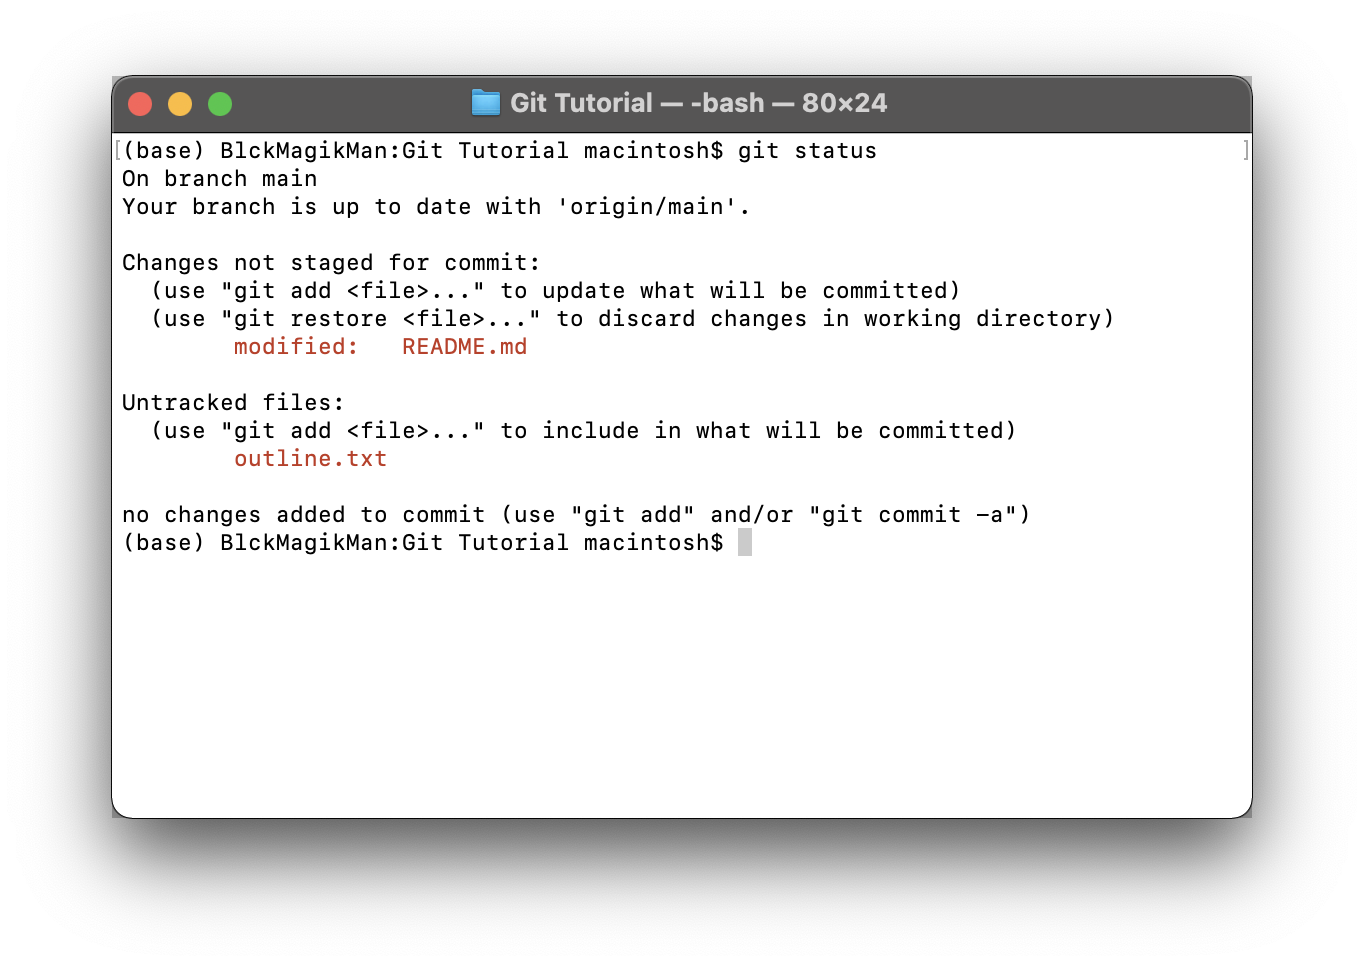 Git Tutorial — -bash — 80×24
[(base) BlckMagikMan:Git Tutorial macintosh$ git status ]
On branch main
Your branch is up to date with 'origin/main'.
Changes not staged for commit:
  (use "git add <file>..." to update what will be committed)
  (use "git restore <file>..." to discard changes in working directory)
        modified:   README.md
Untracked files:
  (use "git add <file>..." to include in what will be committed)
        outline.txt
no changes added to commit (use "git add" and/or "git commit -a")
(base) BlckMagikMan:Git Tutorial macintosh$